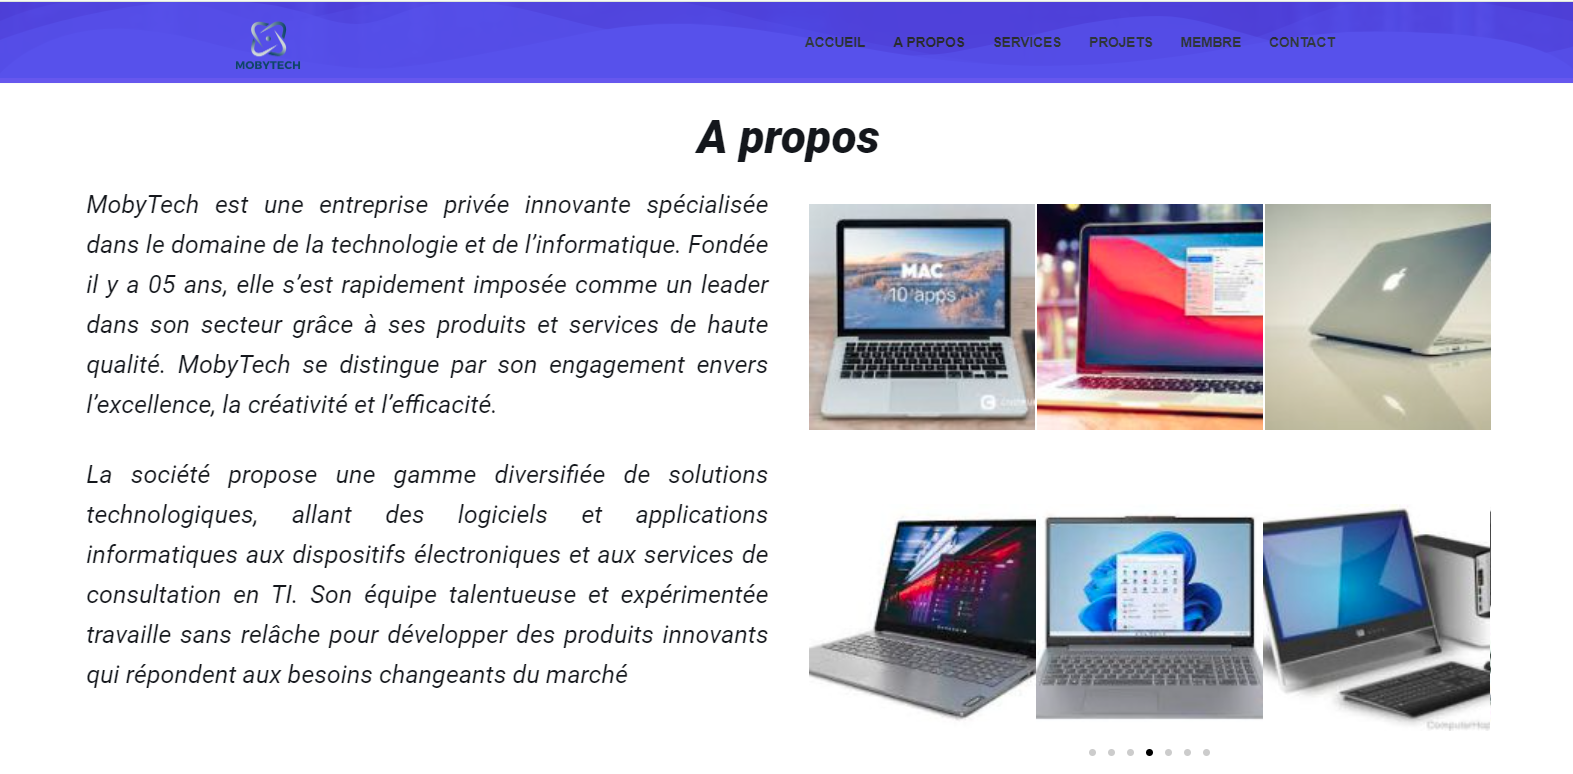 MOBYTECH
ACCUEIL A PROPOS SERVICES PROJETS MEMBRE CONTACT
A propos
MobyTech est une entreprise privée innovante spécialisée
dans le domaine de la technologie et de l’informatique. Fondée
il y a 05 ans, elle s’est rapidement imposée comme un leader
dans son secteur grâce à ses produits et services de haute
qualité. MobyTech se distingue par son engagement envers
l’excellence, la créativité et l’efficacité.
La société propose une gamme diversifiée de solutions
technologiques, allant des logiciels et applications
informatiques aux dispositifs électroniques et aux services de
consultation en TI. Son équipe talentueuse et expérimentée
travaille sans relâche pour développer des produits innovants
qui répondent aux besoins changeants du marché
MAC
10 apps
ComputerHop